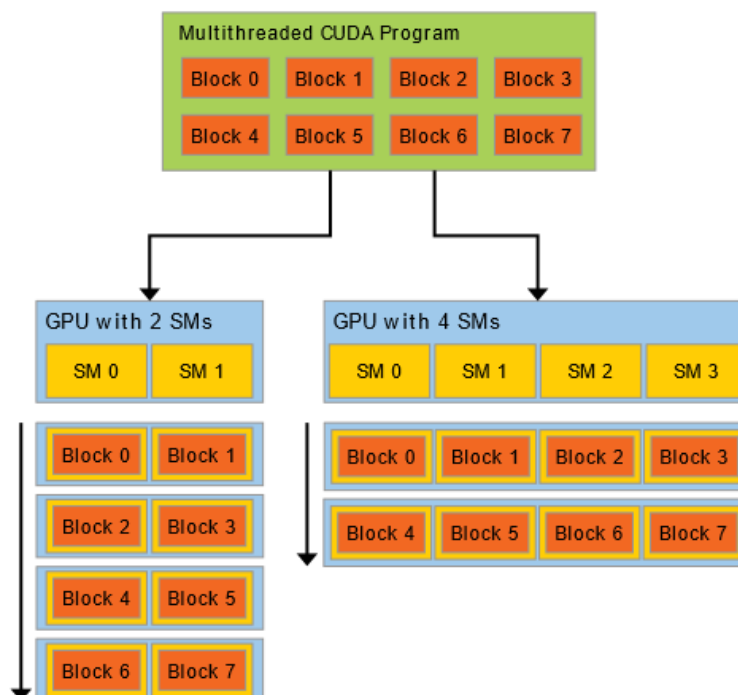 Multithreaded CUDA Program
Block 0 Block 1 Block 2 Block 3
Block 4 Block 5 Block 6 Block 7
GPU with 2 SMs
SM 0 SM 1
Block 0 Block 1
Block 2 Block 3
Block 4 Block 5
Block 6 Block 7
GPU with 4 SMs
SM 0 SM 1 SM 2 SM 3
Block 0 Block 1 Block 2 Block 3
Block 4 Block 5 Block 6 Block 7